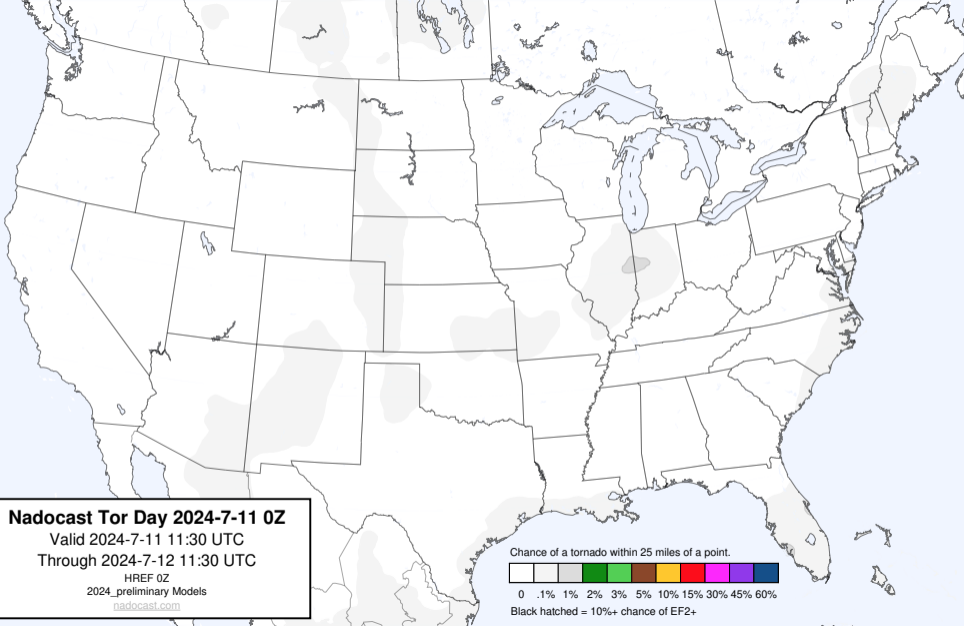 Nadocast Tor Day 2024-7-11 0Z
Valid 2024-7-11 11:30 UTC
Through 2024-7-12 11:30 UTC
HREF 0Z
2024_preliminary Models
nadocast.com
Chance of a tornado within 25 miles of a point.
0 .1% 1% 2% 3% 5% 10% 15% 30% 45% 60%
Black hatched = 10%+ chance of EF2+